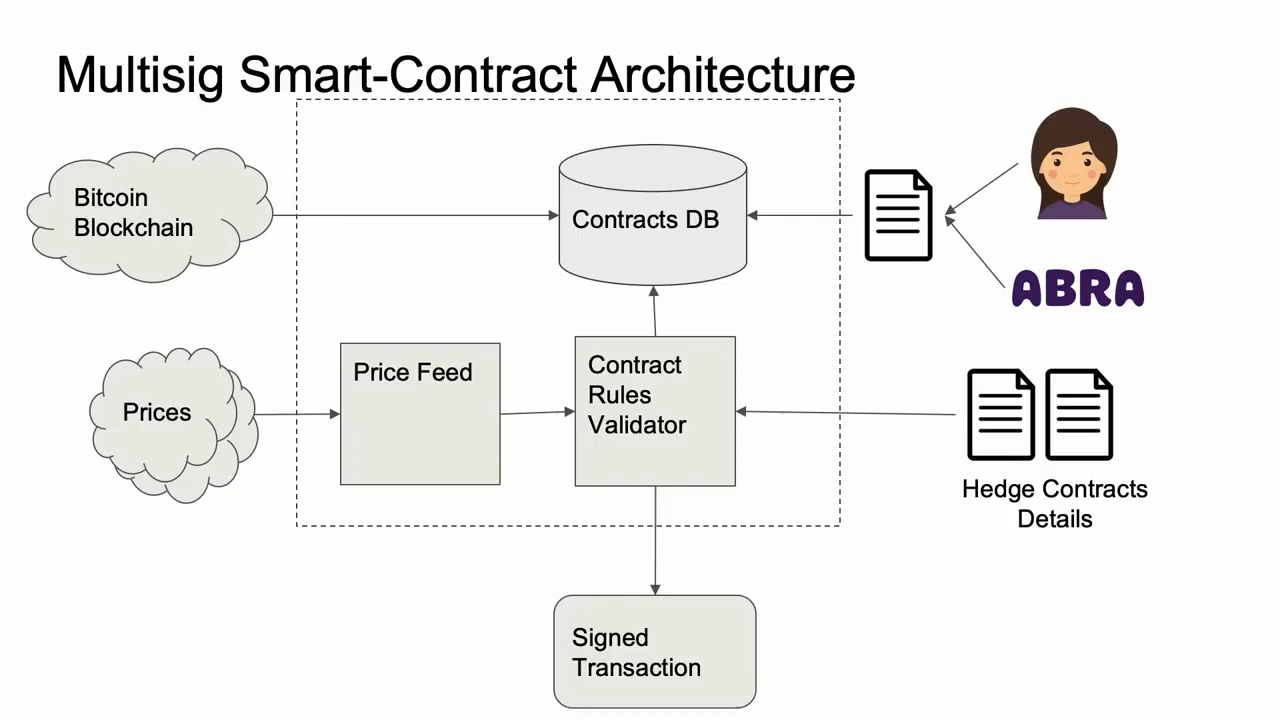 Multisig Smart-Contract Architecture
Bitcoin
Blockchain
Contracts DB
ABRA
Prices
Price Feed
Contract
Rules
Validator
Hedge Contracts
Details
Signed
Transaction